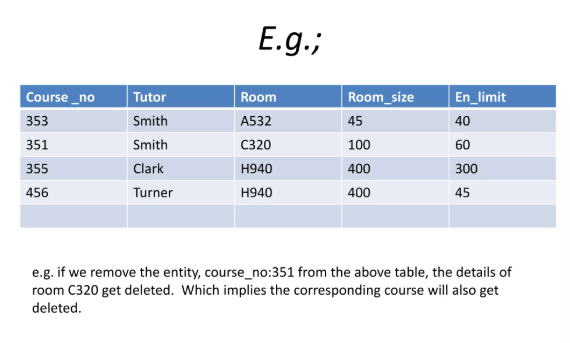 E.g.;
Course _no Tutor Room Room_size En_limit
353 Smith A532 45 40
351 Smith C320 100 60
355 Clark H940 400 300
456 Turner H940 400 45
e.g. if we remove the entity, course_no:351 from the above table, the details of
room C320 get deleted. Which implies the corresponding course will also get
deleted.